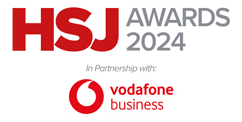 HSJ AWARDS
2024
In Partnership with:
vodafone
business